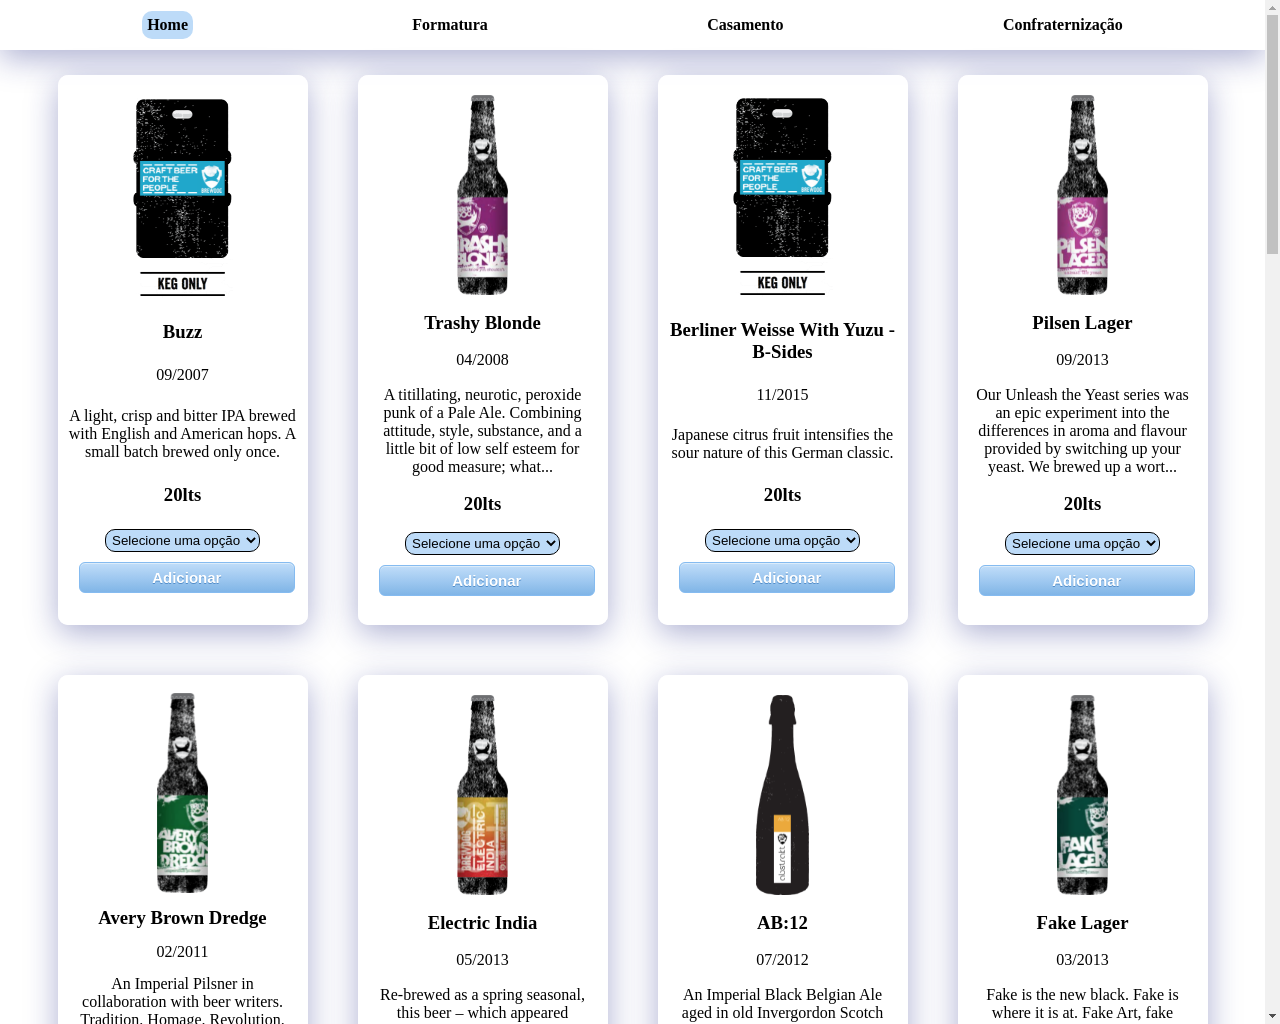 Home Formatura Casamento Confraternização
CRAFT BEER
FOR THE
PEOPLE
BREWDOG
KEG ONLY
Buzz
09/2007
A light, crisp and bitter IPA brewed
with English and American hops. A
small batch brewed only once.
20lts
Selecione uma opção
Adicionar
TRASHY
BLONDE
Trashy Blonde
04/2008
A titillating, neurotic, peroxide
punk of a Pale Ale. Combining
attitude, style, substance, and a
little bit of low self esteem for
good measure; what...
20lts
Selecione uma opção
Adicionar
CRAFT BEER
FOR THE
PEOPLE
BREWDOG
KEG ONLY
Berliner Weisse With Yuzu -
B-Sides
11/2015
Japanese citrus fruit intensifies the
sour nature of this German classic.
20lts
Selecione uma opção
Adicionar
PILSEN
LAGER
Pilsen Lager
09/2013
Our Unleash the Yeast series was
an epic experiment into the
differences in aroma and flavour
provided by switching up your
yeast. We brewed up a wort...
20lts
Selecione uma opção
Adicionar
AVERY
BROWN
DREDGE
Avery Brown Dredge
02/2011
An Imperial Pilsner in
collaboration with beer writers.
Tradition. Homage. Revolution.
BREWDOG
ELECTRIC
INDIA
Electric India
05/2013
Re-brewed as a spring seasonal,
this beer – which appeared
abstrakt
AB:12
07/2012
An Imperial Black Belgian Ale
aged in old Invergordon Scotch
FAKE
LAGER
Fake Lager
03/2013
Fake is the new black. Fake is
where it is at. Fake Art, fake